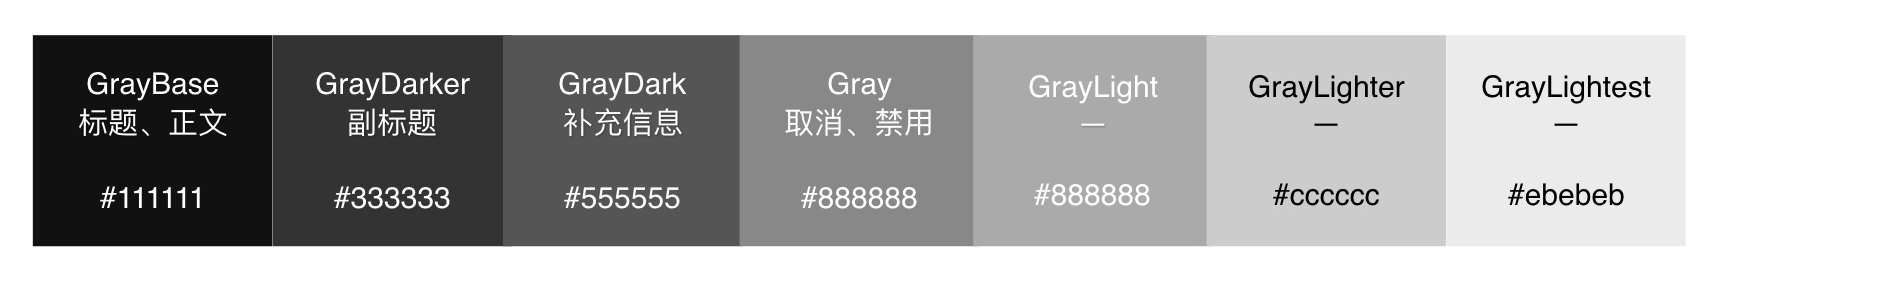 GrayBase
标题、正文
#111111
GrayDarker
副标题
#333333
GrayDark
补充信息
#555555
Gray
取消、禁用
#888888
GrayLight
—
#888888
GrayLighter
—
#cccccc
GrayLightest
—
#ebebeb